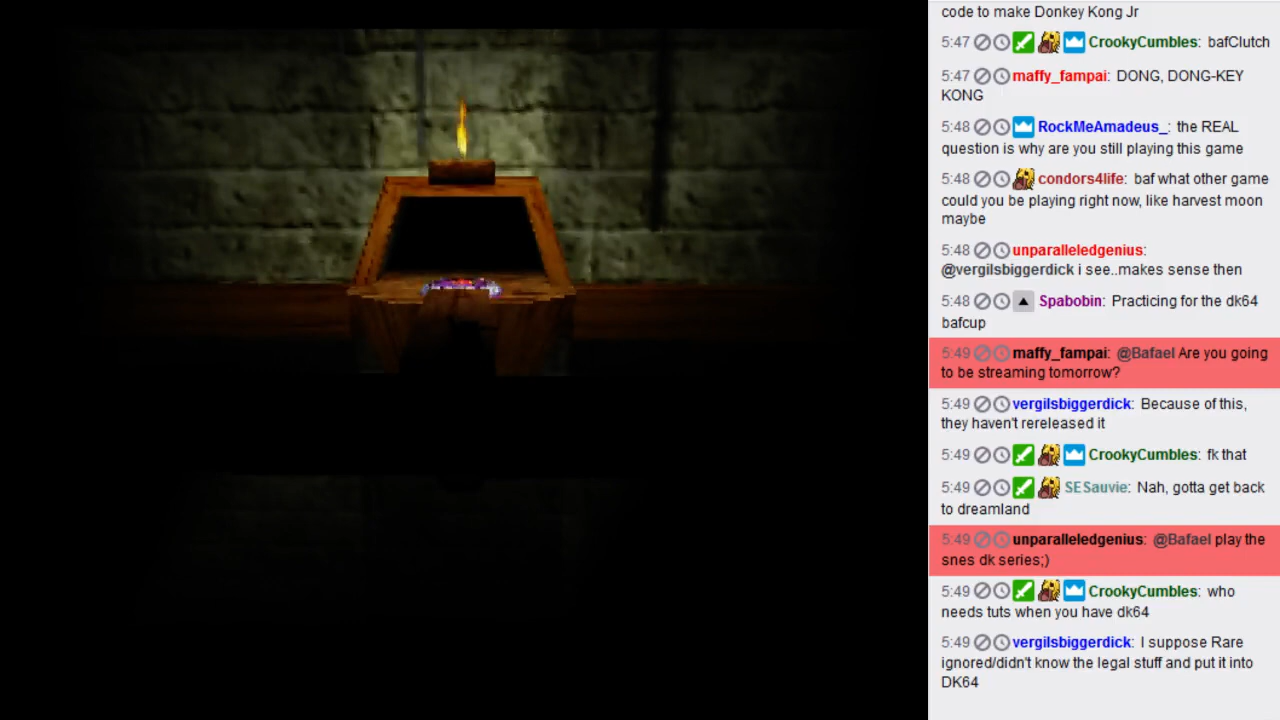 code to make Donkey Kong Jr
5:47 CrookyCumbles: bafClutch
5:47 maffy_fampai: DONG, DONG-KEY
KONG
5:48 RockMeAmadeus_: the REAL
question is why are you still playing this game
5:48 condors4life: baf what other game
could you be playing right now, like harvest moon
maybe
5:48 unparalleledgenius:
@vergilsbiggerdick i see..makes sense then
5:48 Spabobin: Practicing for the dk64
bafcup
5:49 maffy_fampai: @Bafael Are you going
to be streaming tomorrow?
5:49 vergilsbiggerdick: Because of this,
they haven't rereleased it
5:49 CrookyCumbles: fk that
5:49 SESauvie: Nah, gotta get back
to dreamland
5:49 unparalleledgenius: @Bafael play the
snes dk series;)
5:49 CrookyCumbles: who
needs tuts when you have dk64
5:49 vergilsbiggerdick: I suppose Rare
ignored/didn't know the legal stuff and put it into
DK64